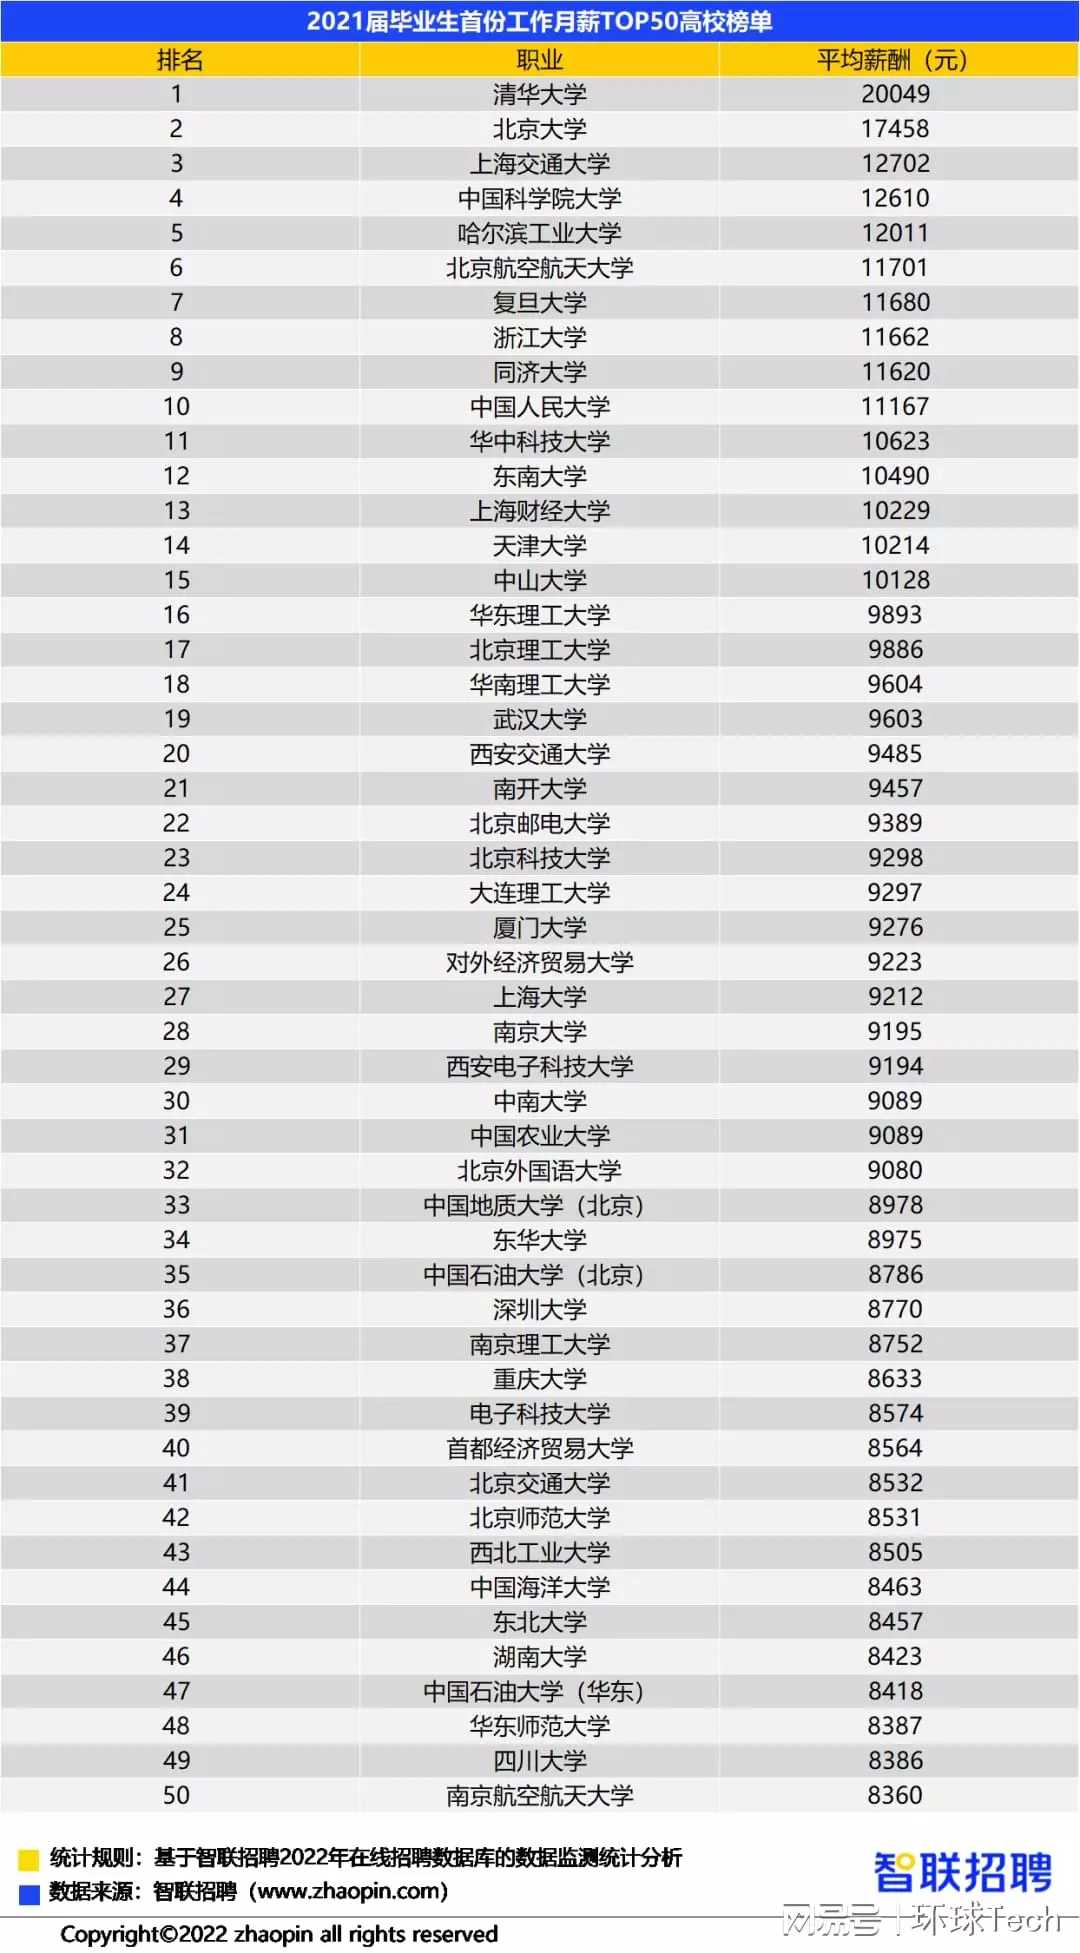 2021届毕业生首份工作月薪TOP50高校榜单
排名 职业 平均薪酬（元）
1 清华大学 20049
2 北京大学 17458
3 上海交通大学 12702
4 中国科学院大学 12610
5 哈尔滨工业大学 12011
6 北京航空航天大学 11701
7 复旦大学 11680
8 浙江大学 11662
9 同济大学 11620
10 中国人民大学 11167
11 华中科技大学 10623
12 东南大学 10490
13 上海财经大学 10229
14 天津大学 10214
15 中山大学 10128
16 华东理工大学 9893
17 北京理工大学 9886
18 华南理工大学 9604
19 武汉大学 9603
20 西安交通大学 9485
21 南开大学 9457
22 北京邮电大学 9389
23 北京科技大学 9298
24 大连理工大学 9297
25 厦门大学 9276
26 对外经济贸易大学 9223
27 上海大学 9212
28 南京大学 9195
29 西安电子科技大学 9194
30 中南大学 9089
31 中国农业大学 9089
32 北京外国语大学 9080
33 中国地质大学（北京） 8978
34 东华大学 8975
35 中国石油大学（北京） 8786
36 深圳大学 8770
37 南京理工大学 8752
38 重庆大学 8633
39 电子科技大学 8574
40 首都经济贸易大学 8564
41 北京交通大学 8532
42 北京师范大学 8531
43 西北工业大学 8505
44 中国海洋大学 8463
45 东北大学 8457
46 湖南大学 8423
47 中国石油大学（华东） 8418
48 华东师范大学 8387
49 四川大学 8386
50 南京航空航天大学 8360
统计规则：基于智联招聘2022年在线招聘数据库的数据监测统计分析
数据来源：智联招聘（www.zhaopin.com）
智联招聘
Copyright©2022 zhaopin all rights reserved
网易号 | 环球Tech